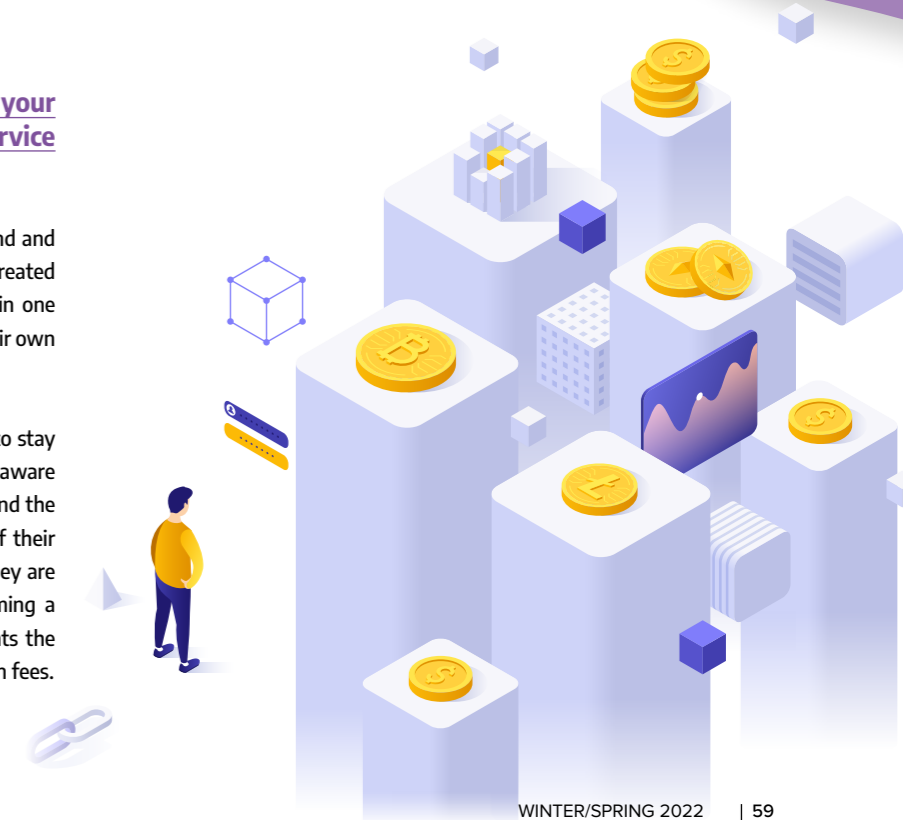 your
rvice
nd and
reated
in one
ir own
to stay
aware
nd the
f their
ey are
ning a
ts the
n fees.
WINTER/SPRING 2022 | 59